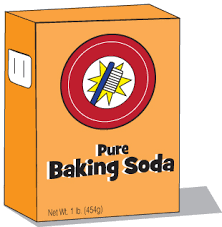 Pure
Baking Soda
Net Wt. 1 lb. (454g)